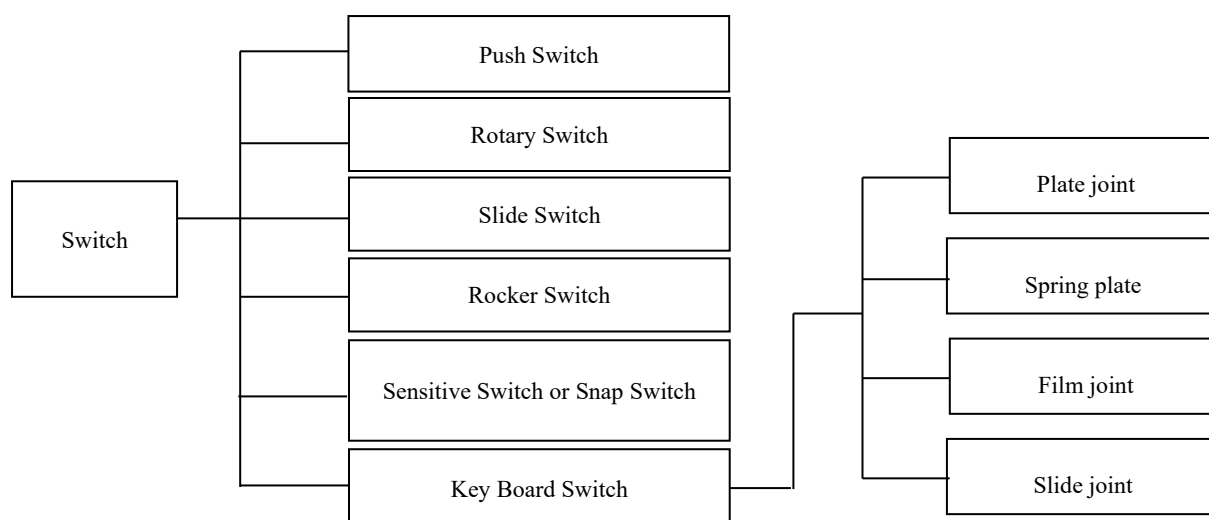 Push Switch
Rotary Switch
Slide Switch
Switch
Rocker Switch
Sensitive Switch or Snap Switch
Key Board Switch
Plate joint
Spring plate
Film joint
Slide joint